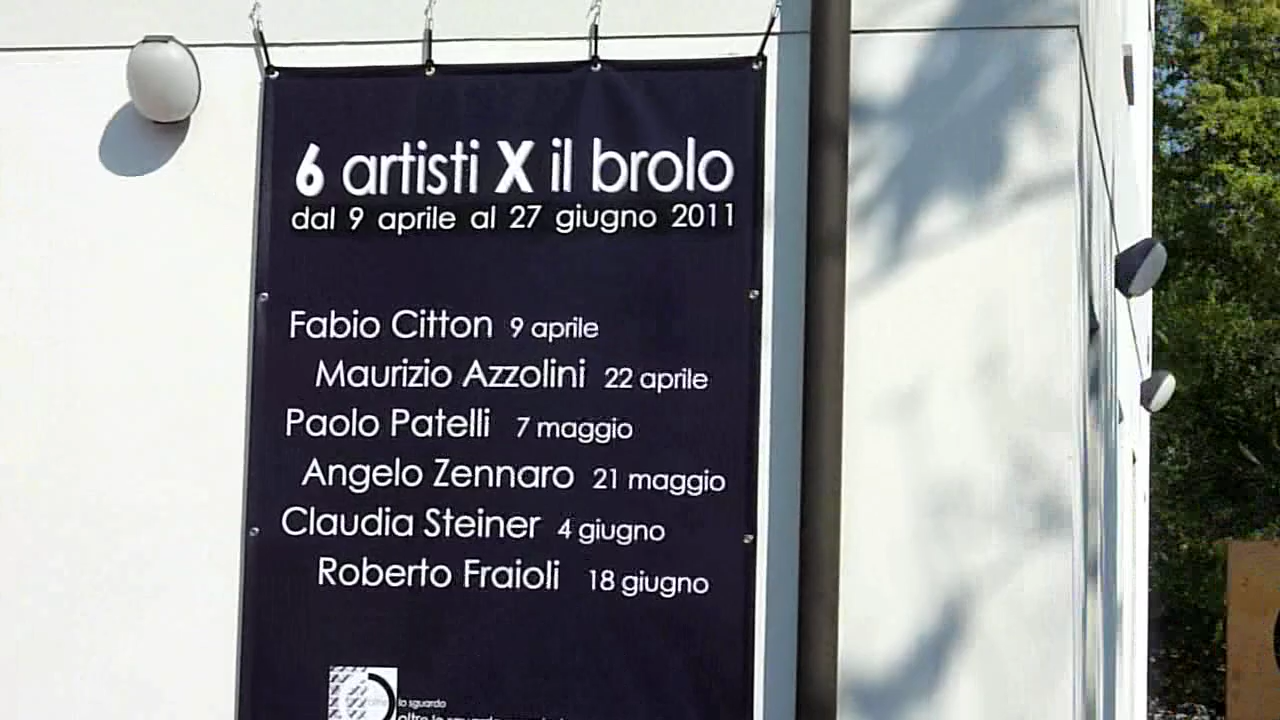 6 artisti X il brolo
dal 9 aprile al 27 giugno 2011
Fabio Citton 9 aprile
Maurizio Azzolini 22 aprile
Paolo Patelli 7 maggio
Angelo Zennaro 21 maggio
Claudia Steiner 4 giugno
Roberto Fraioli 18 giugno
oltre lo sguardo
oltre lo sguardo